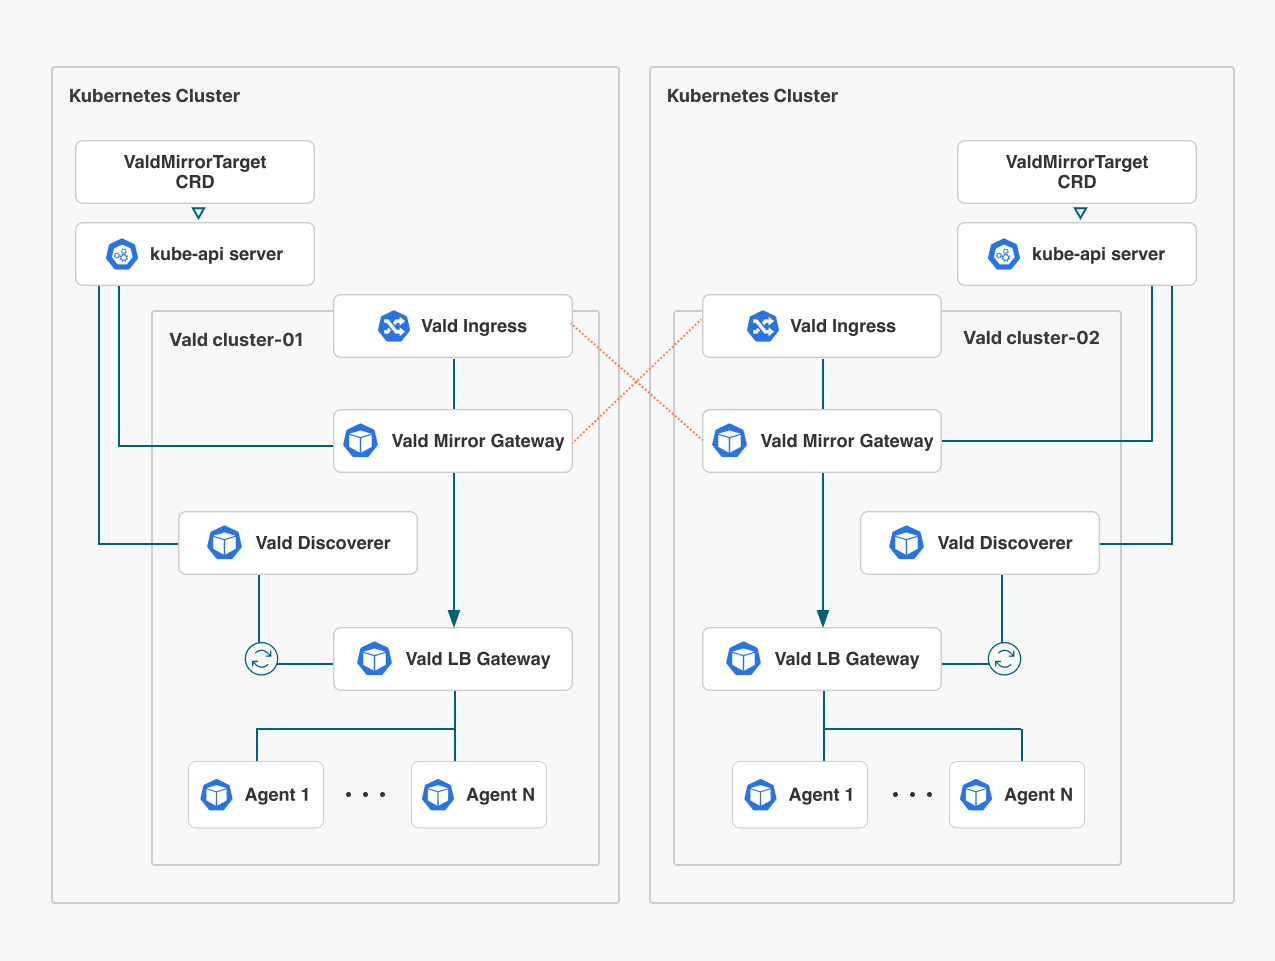 Kubernetes Cluster
ValdMirrorTarget
CRD
kube-api server
Vald Ingress
Vald cluster-01
Vald Mirror Gateway
Vald Discoverer
Vald LB Gateway
Agent 1
• • •
Agent N
Kubernetes Cluster
ValdMirrorTarget
CRD
kube-api server
Vald Ingress
Vald cluster-02
Vald Mirror Gateway
Vald Discoverer
Vald LB Gateway
Agent 1
• • •
Agent N